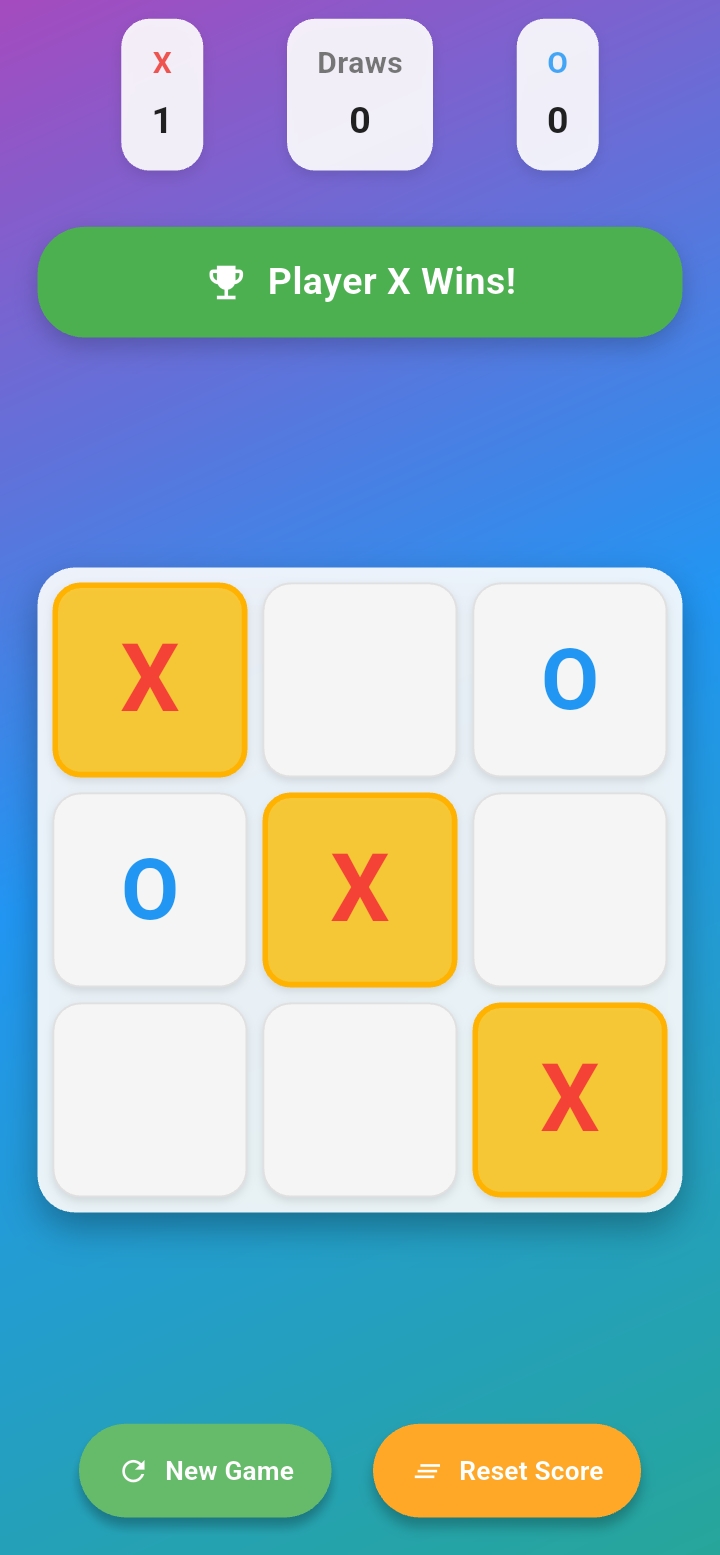 X Draws O
1 0 0
Player X Wins!
X O
O X
X
New Game Reset Score